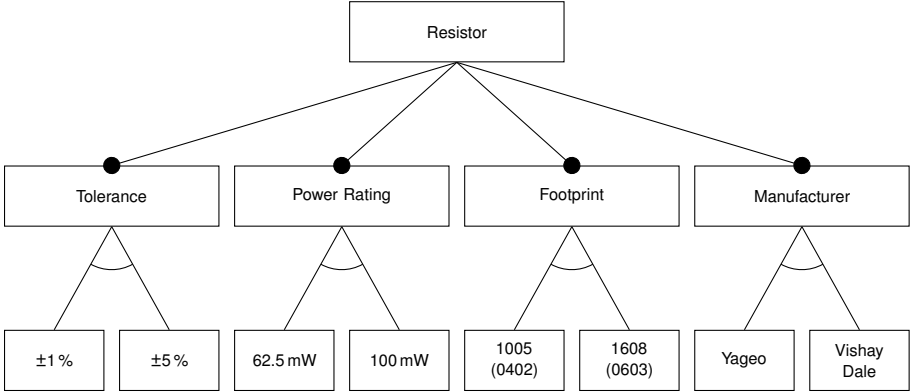 Resistor
Tolerance
Power Rating
Footprint
Manufacturer
±1 %
±5 %
62.5 mW
100 mW
1005
(0402)
1608
(0603)
Yageo
Vishay
Dale